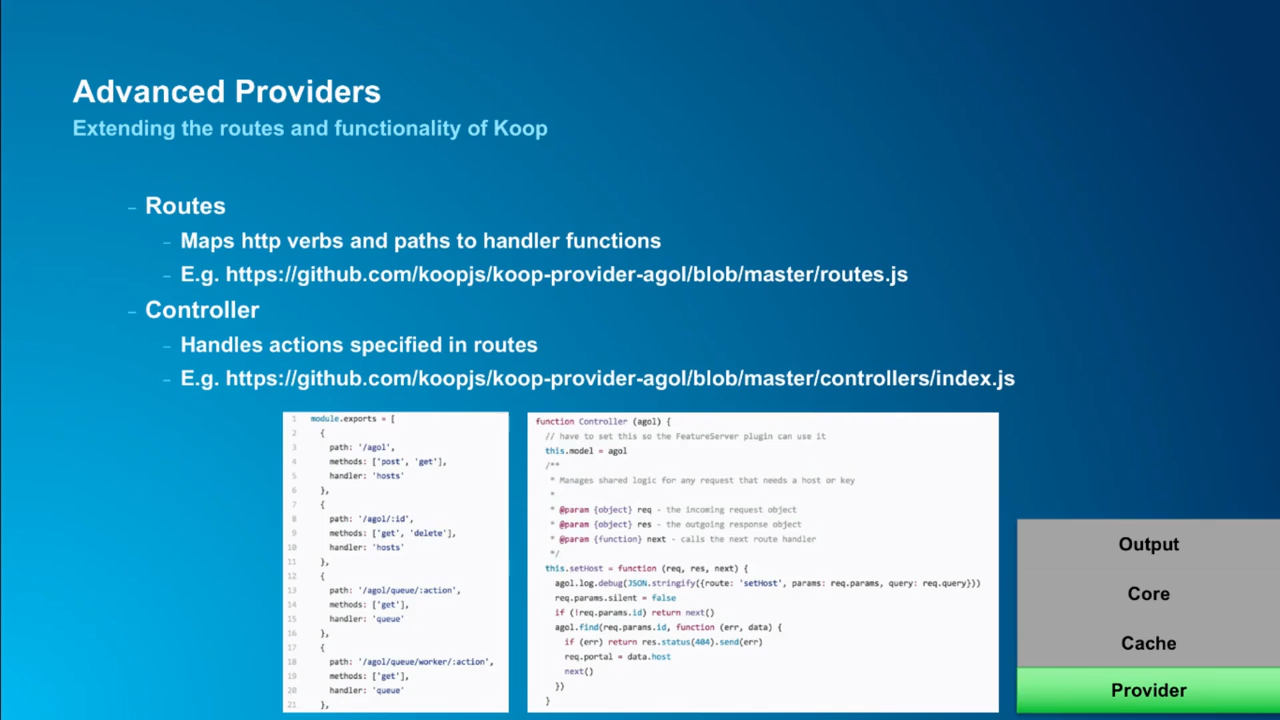 Advanced Providers
Extending the routes and functionality of Koop
– Routes
– Maps http verbs and paths to handler functions
– E.g. https://github.com/koopjs/koop-provider-agol/blob/master/routes.js
– Controller
– Handles actions specified in routes
– E.g. https://github.com/koopjs/koop-provider-agol/blob/master/controllers/index.js
1 module.exports = [
2 {
3 path: '/agol',
4 methods: ['post', 'get'],
5 handler: 'hosts'
6 },
7 {
8 path: '/agol/:id',
9 methods: ['get', 'delete'],
10 handler: 'hosts'
11 },
12 {
13 path: '/agol/queue/:action',
14 methods: ['get'],
15 handler: 'queue'
16 },
17 {
18 path: '/agol/queue/worker/:action',
19 methods: ['get'],
20 handler: 'queue'
21 },
function Controller (agol) {
// have to set this so the FeatureServer plugin can use it
this.model = agol
/**
* Manages shared logic for any request that needs a host or key
*
* @param {object} req - the incoming request object
* @param {object} res - the outgoing response object
* @param {function} next - calls the next route handler
*/
this.setHost = function (req, res, next) {
agol.log.debug(JSON.stringify({route: 'setHost', params: req.params, query: req.query}))
req.params.silent = false
if (!req.params.id) return next()
agol.find(req.params.id, function (err, data) {
if (err) return res.status(404).send(err)
req.portal = data.host
next()
})
}
Output
Core
Cache
Provider